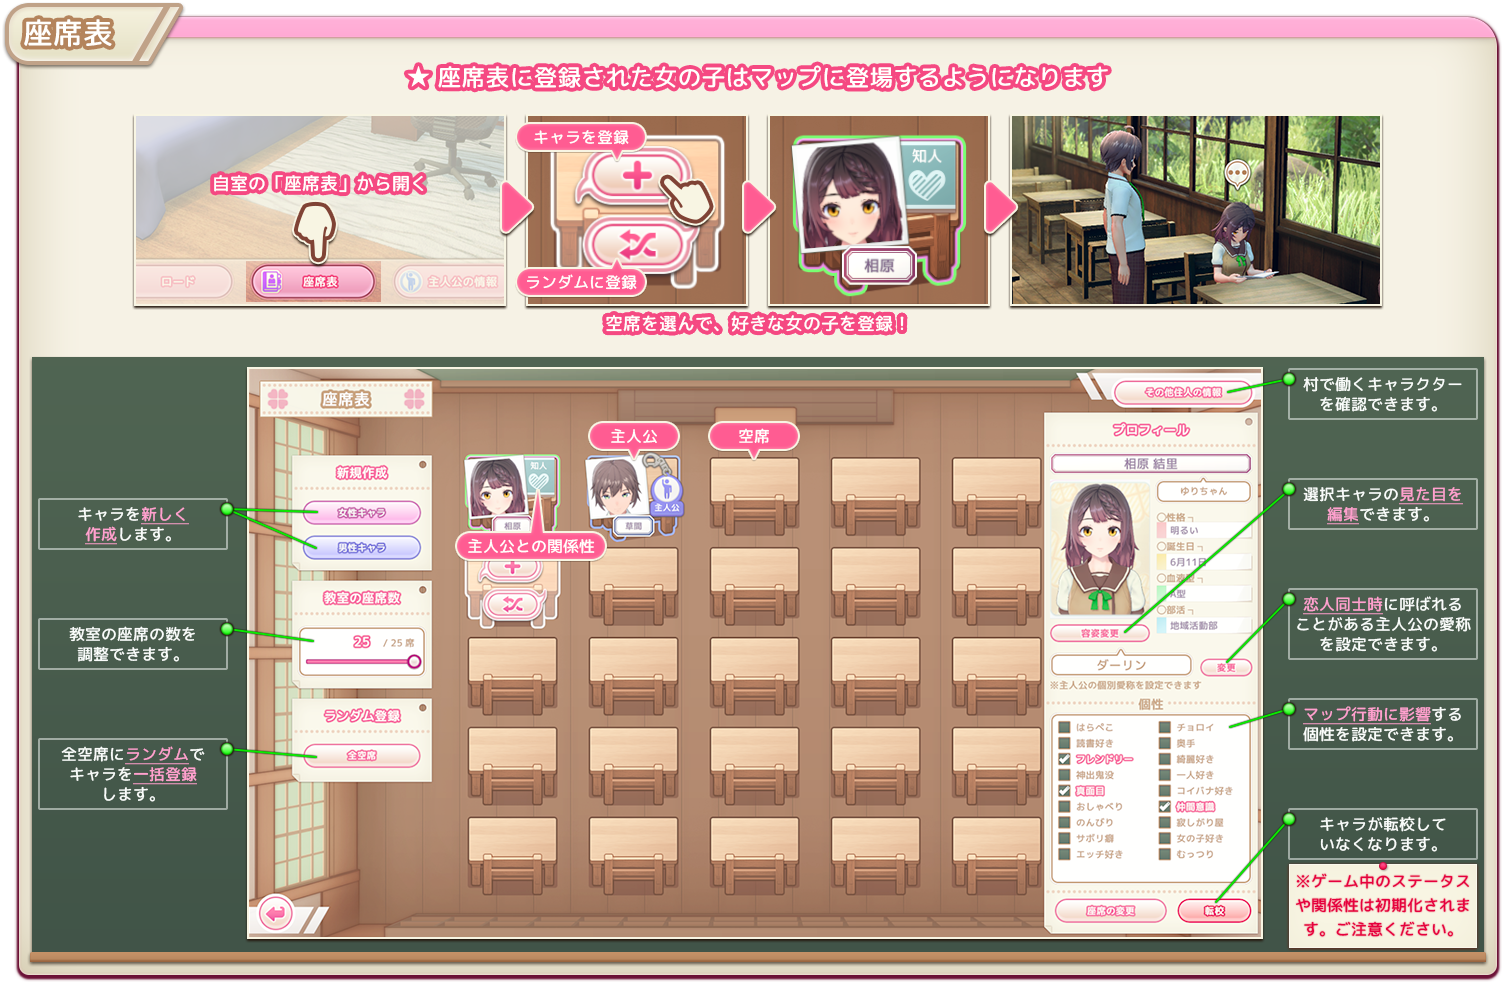 座席表
★ 座席表に登録された女の子はマップに登場するようになります
自室の「座席表」から開く
ロード
座席表
主人公の情報
キャラを登録
ランダムに登録
知人
相原
空席を選んで、好きな女の子を登録！
座席表
新規作成
女性キャラ
男性キャラ
教室の座席数
25 / 25 席
ランダム登録
全空席
キャラを新しく
作成します。
教室の座席の数を
調整できます。
全空席にランダムで
キャラを一括登録
します。
主人公
空席
知人
相原
主人公
草間
主人公との関係性
その他住人の情報
プロフィール
相原 結里
ゆりちゃん
○性格
明るい
○誕生日
6月11日
部活
地域活動部
容姿変更
ダーリン
変更
※主人公の個別愛称を設定できます
個性
はらぺこ
チョロイ
読書好き
奥手
フレンドリー
綺麗好き
神出鬼没
一人好き
真面目
コイバナ好き
おしゃべり
仲間意識
のんびり
寂しがり屋
サボり癖
女の子好き
エッチ好き
むっつり
座席の変更
転校
村で働くキャラクター
を確認できます。
選択キャラの見た目を
編集できます。
恋人同士時に呼ばれる
ことがある主人公の愛称
を設定できます。
マップ行動に影響する
個性を設定できます。
キャラが転校して
いなくなります。
※ゲーム中のステータス
や関係性は初期化されま
す。ご注意ください。